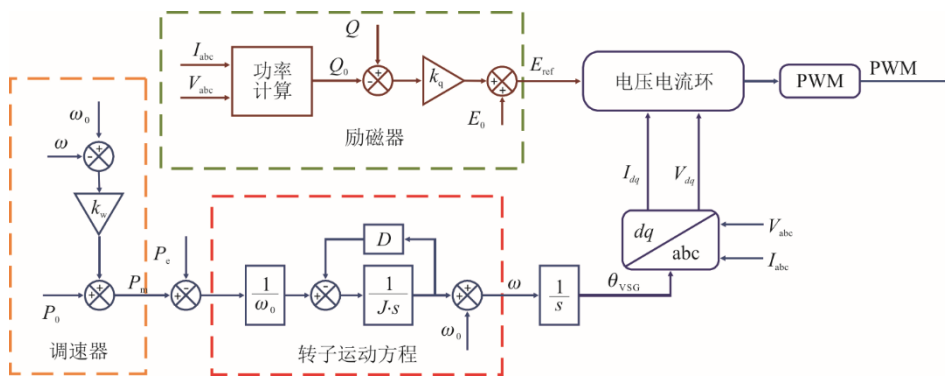 I_abc
V_abc
功率
计算
Q_0
Q
-
+
k_q
+
+
E_0
E_ref
励磁器
电压电流环
PWM
PWM
I_dq
V_dq
dq
abc
V_abc
I_abc
ω_0
ω
+
-
k_w
P_0
+
+
P_m
调速器
P_e
-
+
1
ω_0
-
D
1
J·s
+
+
ω_0
转子运动方程
ω
1
s
θ_VSG